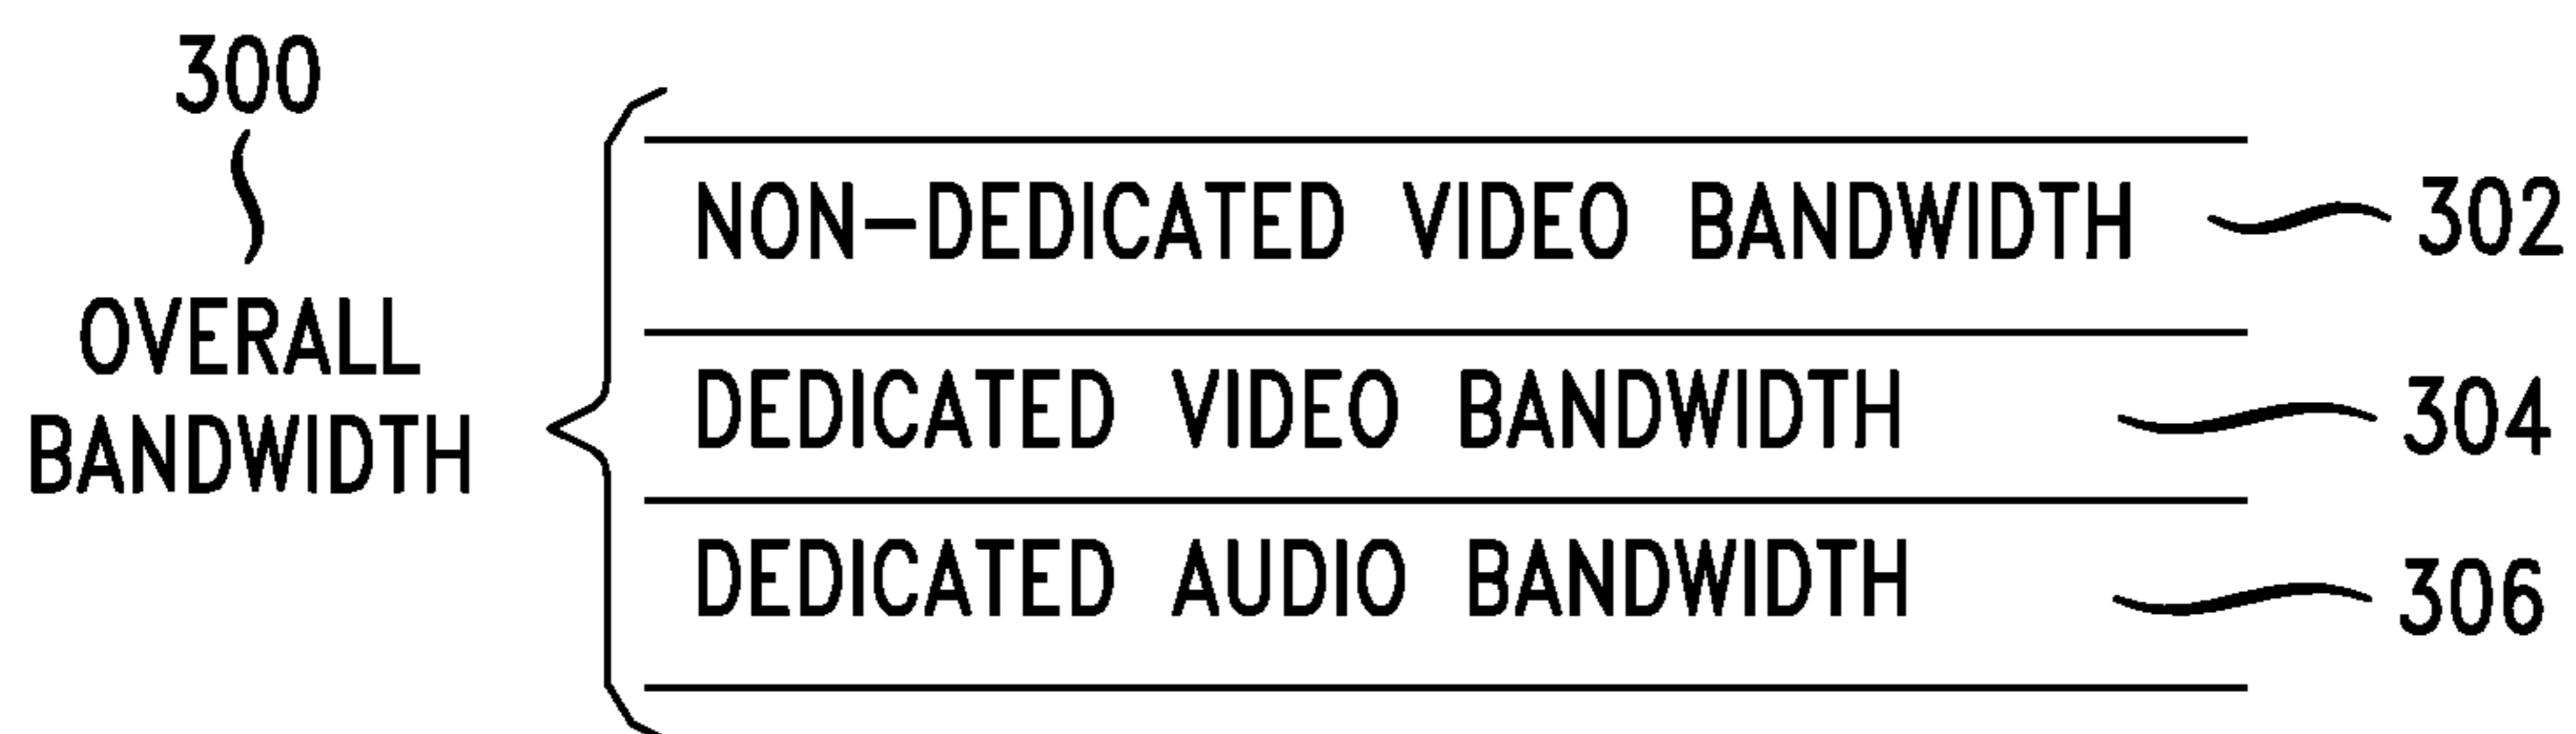 300
OVERALL
BANDWIDTH
NON-DEDICATED VIDEO BANDWIDTH 302
DEDICATED VIDEO BANDWIDTH 304
DEDICATED AUDIO BANDWIDTH 306